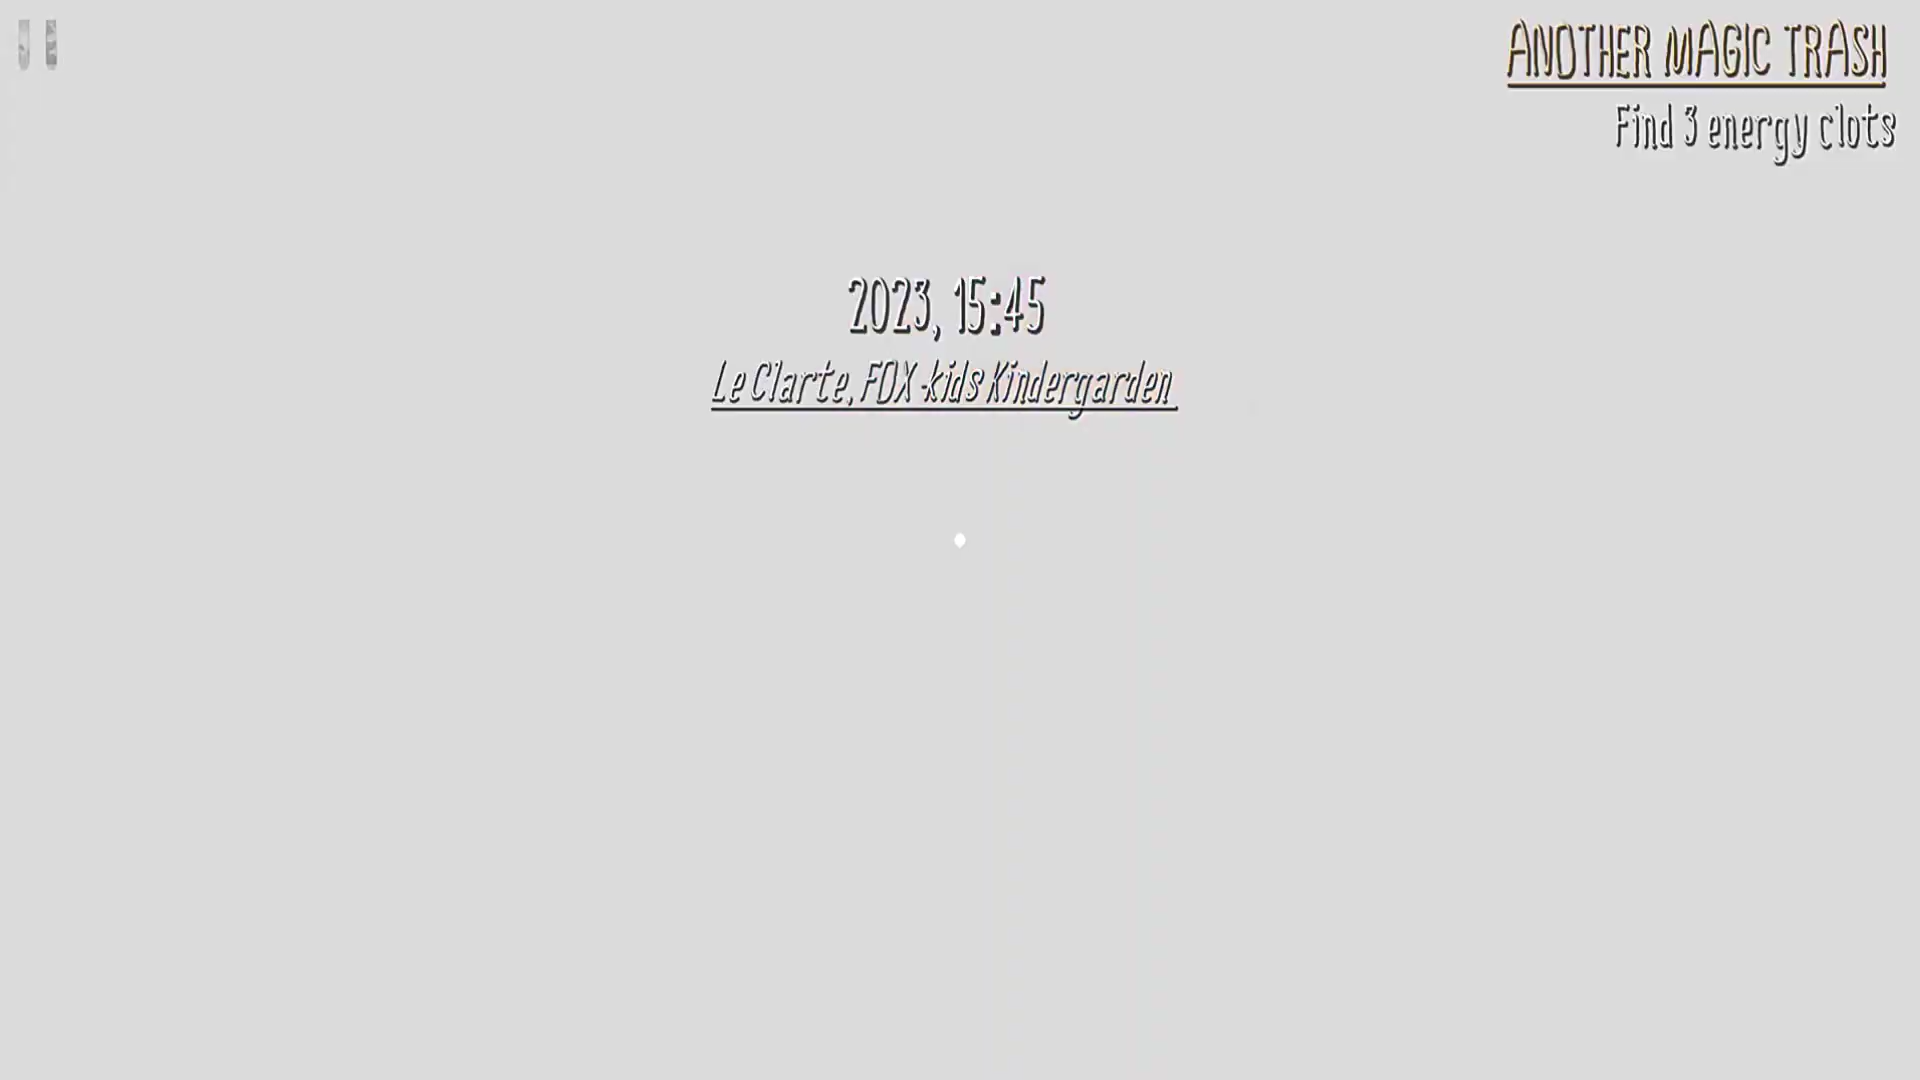 ANOTHER MAGIC TRASH
Find 3 energy clots
2023, 15:45
Le Clarte, FOX-kids Kindergarden